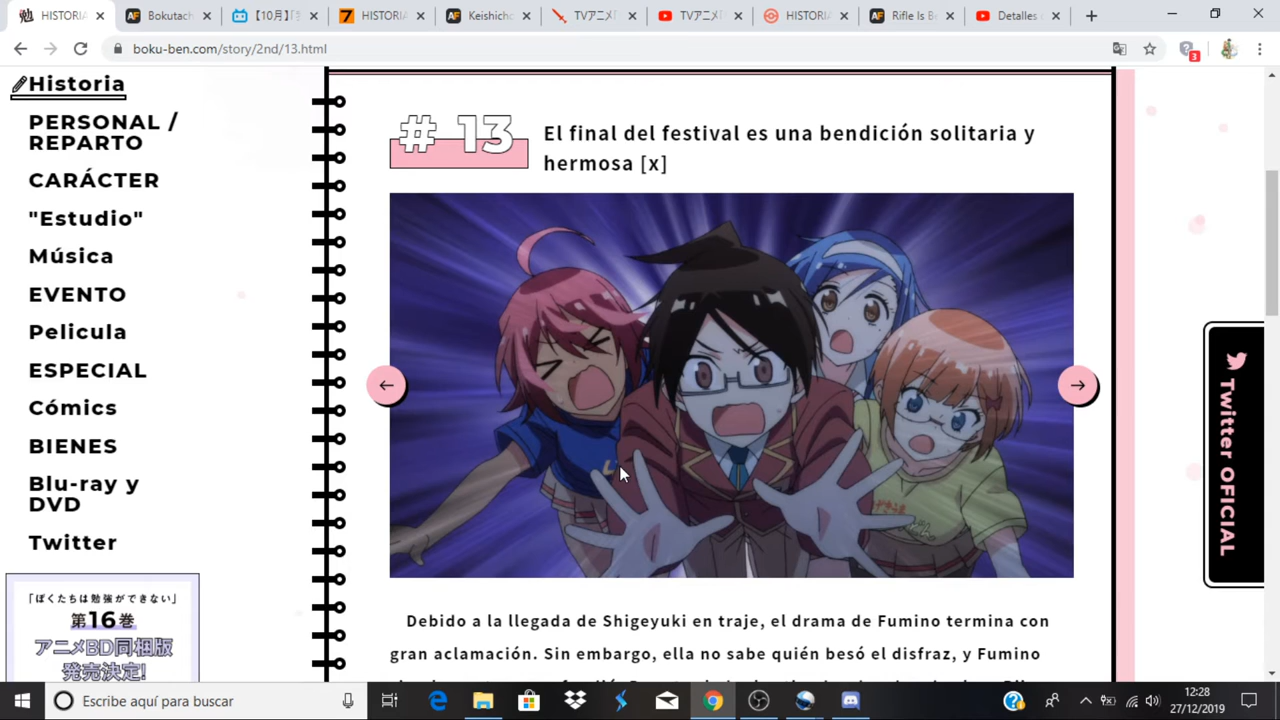 HISTORIA
Bokutach
【10月】『
HISTORI
Keishicho
TVアニメ『
TVアニメ『
HISTORI
Rifle Is Be
Detalles d
boku-ben.com/story/2nd/13.html
3
Historia
PERSONAL /
REPARTO
CARÁCTER
"Estudio"
Música
EVENTO
Pelicula
ESPECIAL
Cómics
BIENES
Blu-ray y
DVD
Twitter
「ぼくたちは勉強ができない」
第16巻
アニメBD同梱版
発売決定!
# 13
El final del festival es una bendición solitaria y
hermosa [x]
Debido a la llegada de Shigeyuki en traje, el drama de Fumino termina con
gran aclamación. Sin embargo, ella no sabe quién besó el disfraz, y Fumino
Twitter OFICIAL
Escribe aquí para buscar
12:28
27/12/2019